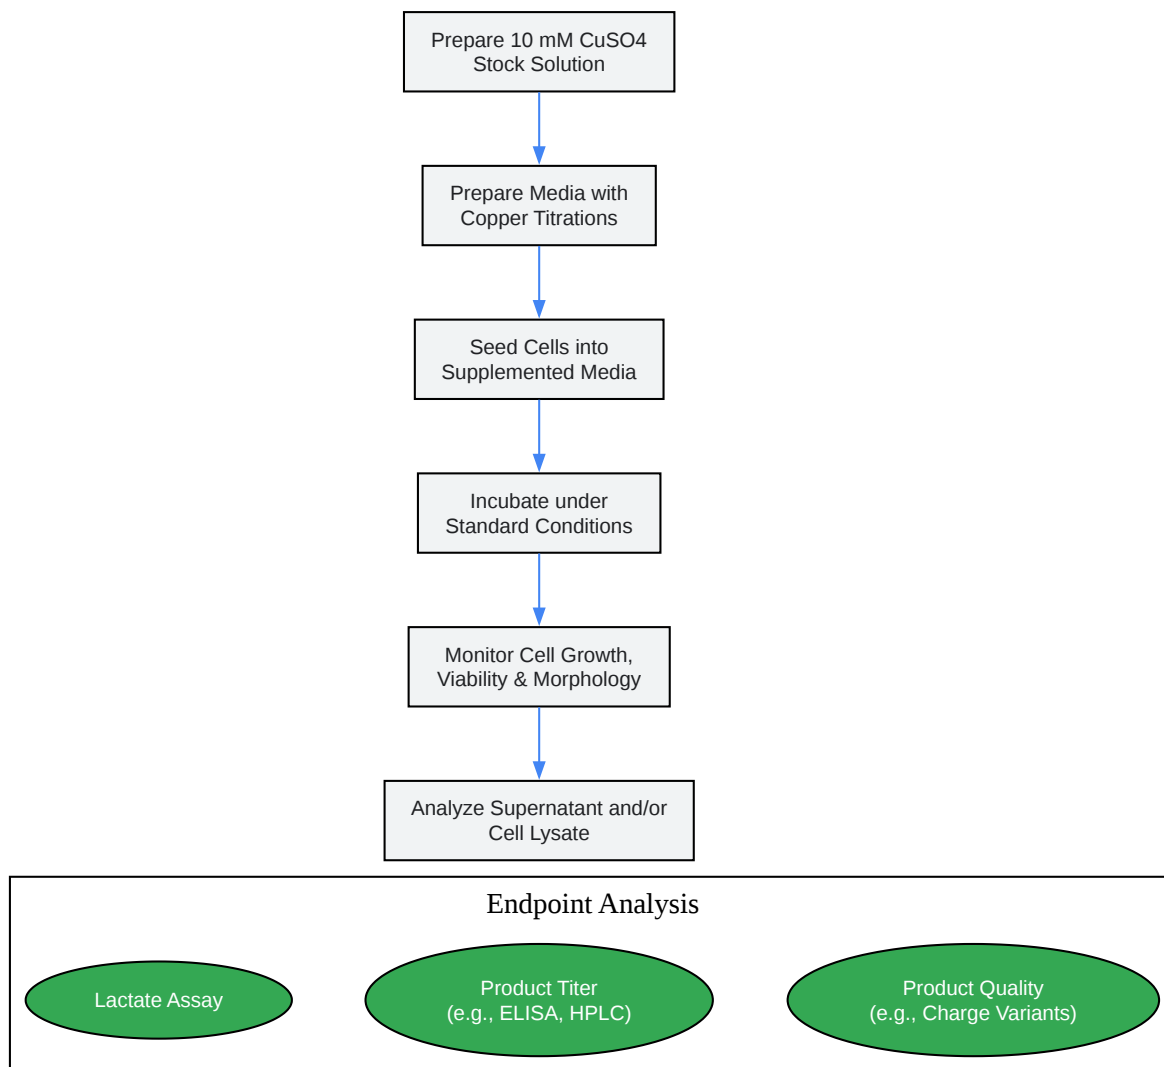 Prepare 10 mM CuSO4
Stock Solution
Prepare Media with
Copper Titrations
Seed Cells into
Supplemented Media
Incubate under
Standard Conditions
Monitor Cell Growth,
Viability & Morphology
Analyze Supernatant and/or
Cell Lysate
Endpoint Analysis
Lactate Assay
Product Titer
(e.g., ELISA, HPLC)
Product Quality
(e.g., Charge Variants)